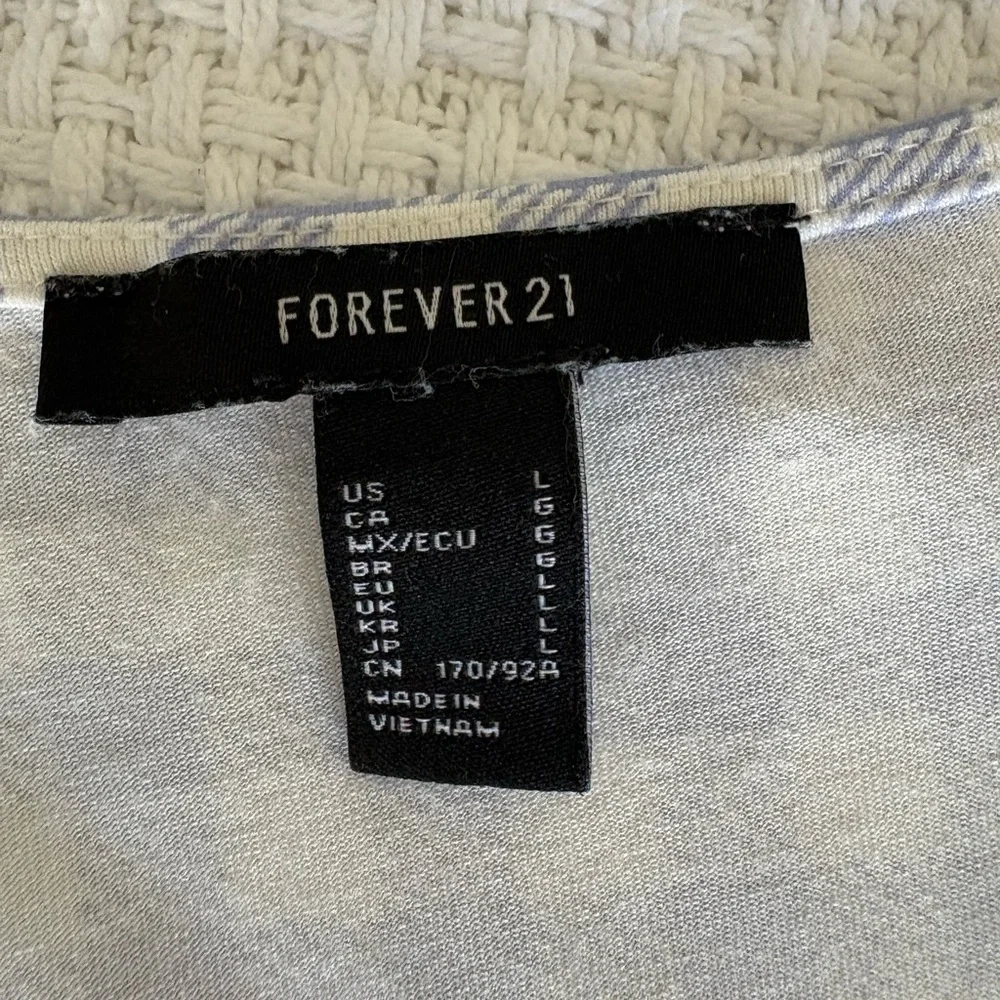 FOREVER 21
US L
CA G
MX/ECU G
BR G
EU L
UK L
KR L
JP L
CN 170/92A
MADE IN
VIETNAM